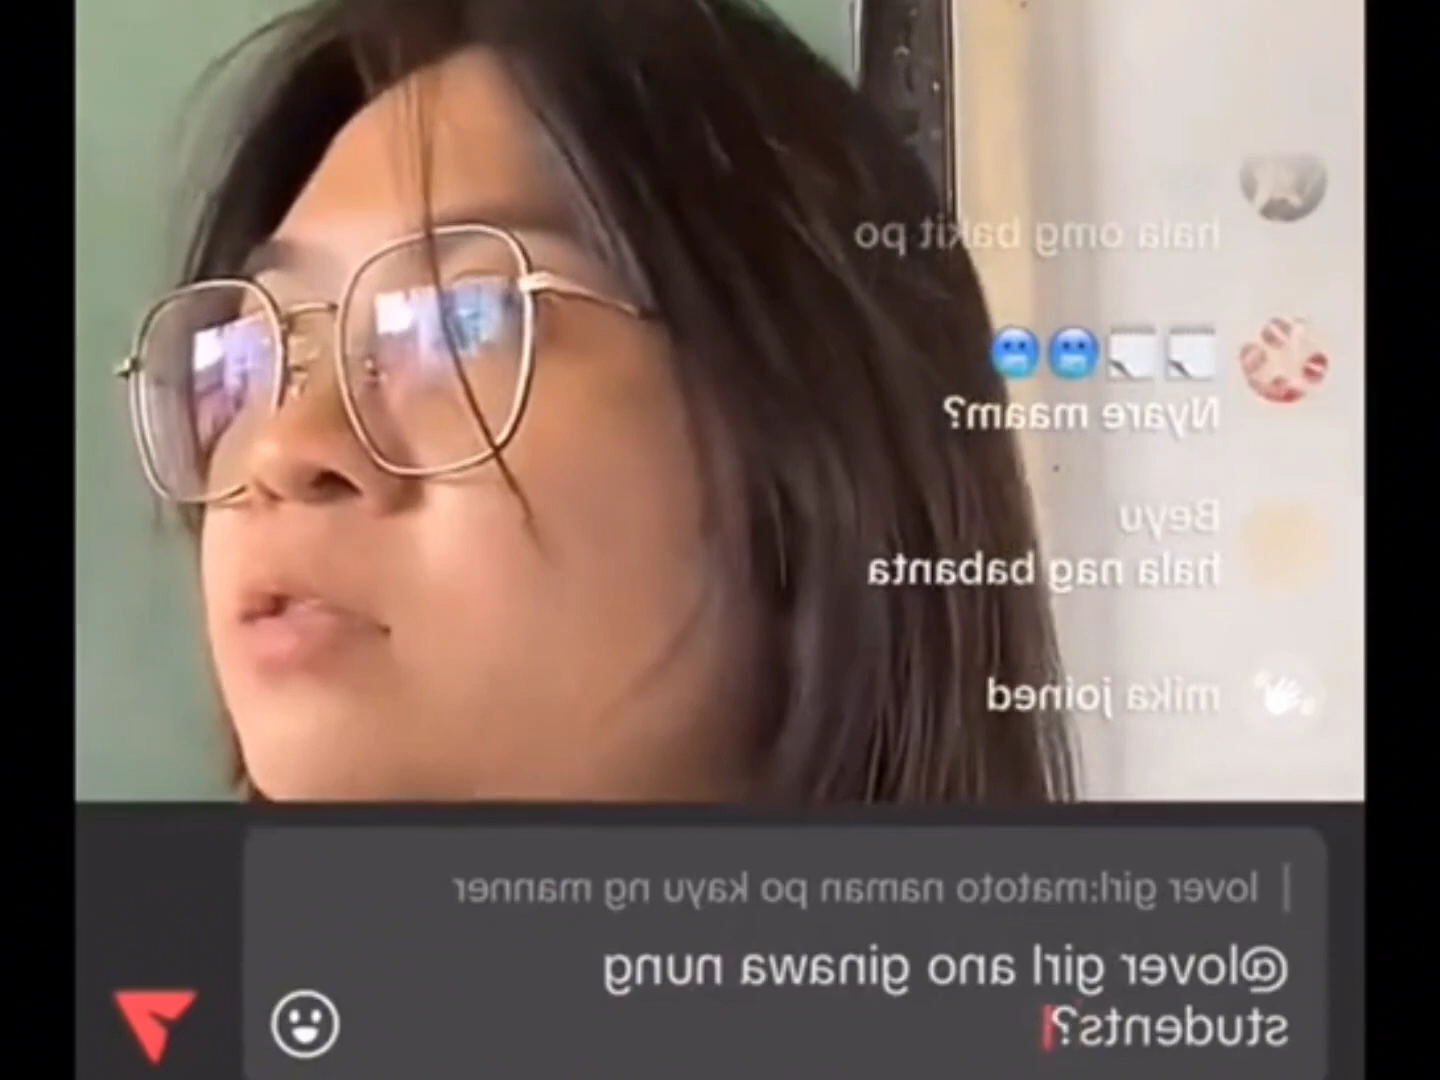 hala omg bakit po
Nyare maam?
Beyu
hala nag babanta
mika joined
lover girl:matoto naman po kayu ng manner
@lover girl ano ginawa nung
students?